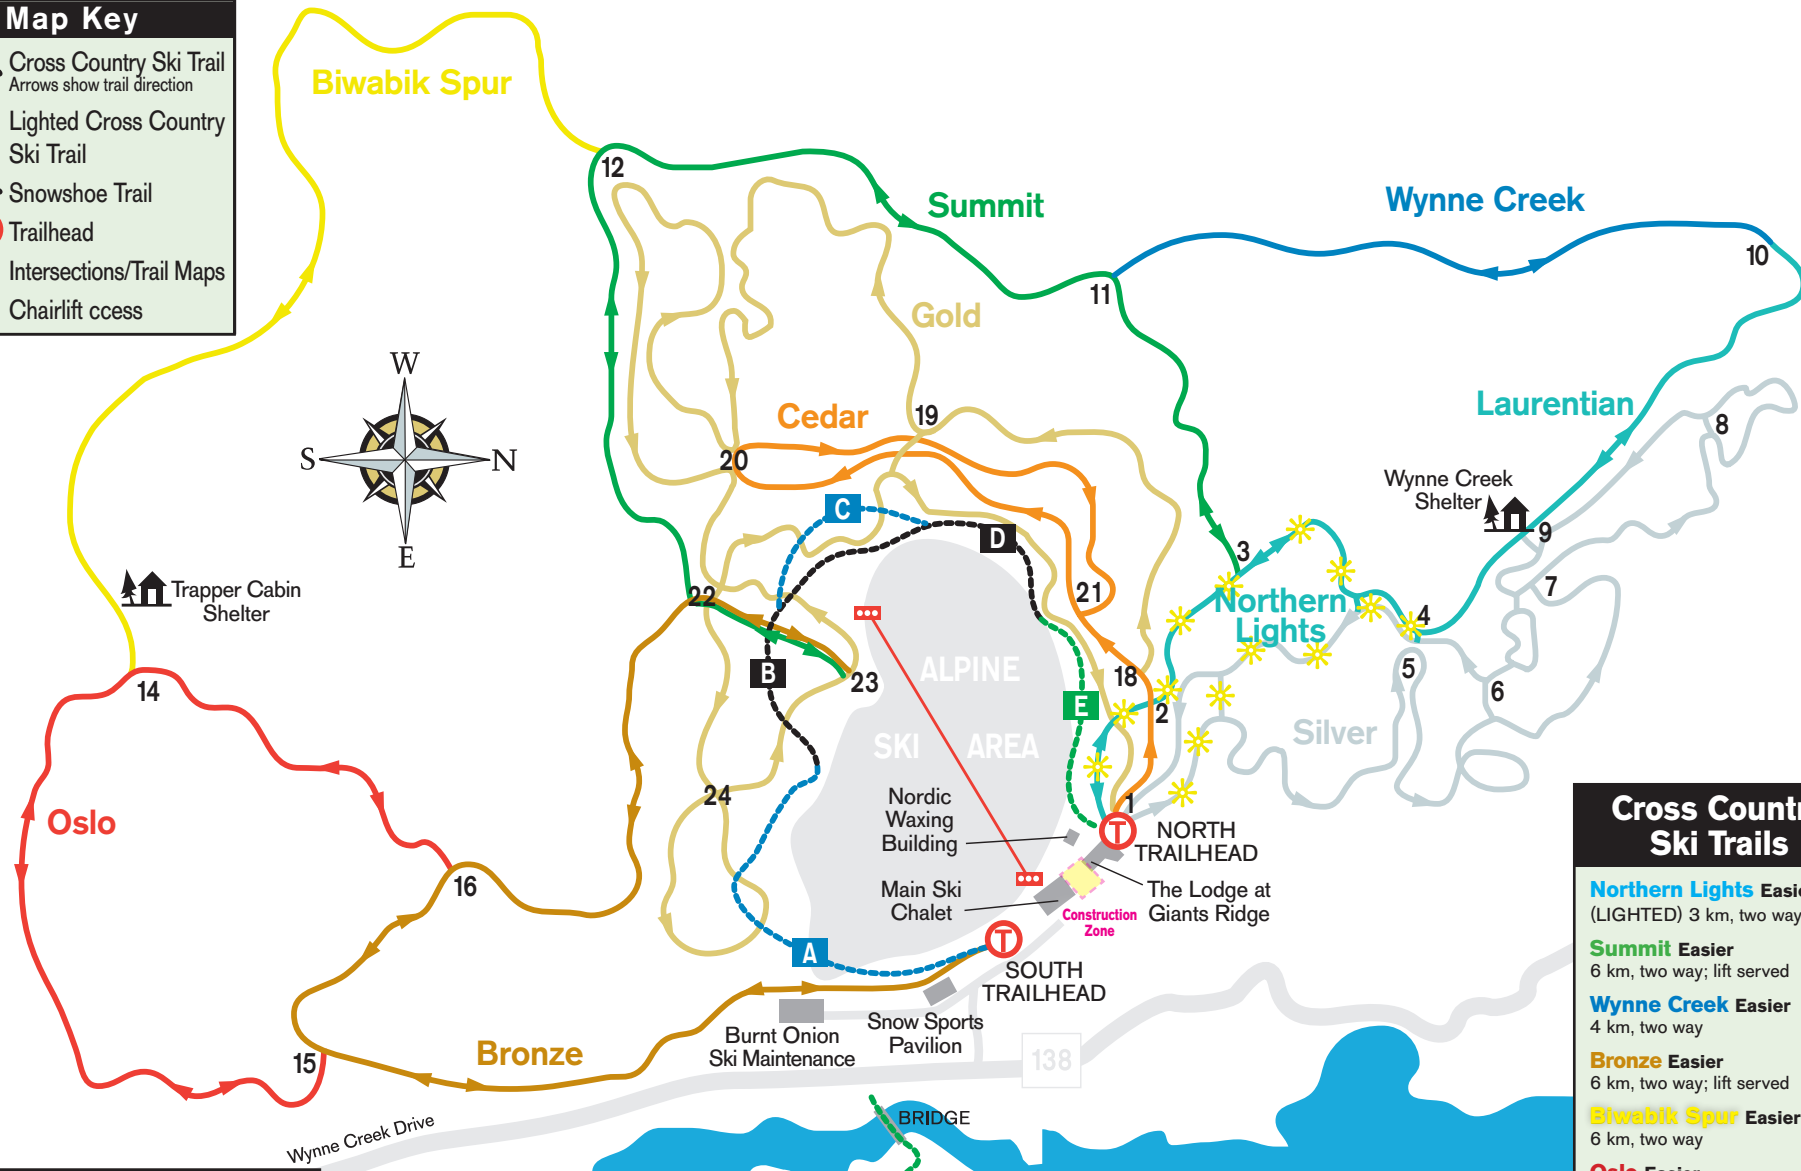 Map Key
Cross Country Ski Trail
Arrows show trail direction
Lighted Cross Country
Ski Trail
Snowshoe Trail
Trailhead
Intersections/Trail Maps
Chairlift ccess
Biwabik Spur
12
Summit
Wynne Creek
10
11
Gold
Laurentian
8
Cedar
19
20
W
S
N
E
Wynne Creek
Shelter
9
C
D
3
7
Trapper Cabin
Shelter
22
21
Northern
Lights
4
5
6
B
ALPINE
SKI AREA
23
18
E
2
14
Silver
Oslo
24
Nordic
Waxing
Building
1
T
NORTH
TRAILHEAD
16
Main Ski
Chalet
The Lodge at
Giants Ridge
Construction
Zone
A
T
SOUTH
TRAILHEAD
15
Bronze
Burnt Onion
Ski Maintenance
Snow Sports
Pavilion
138
Wynne Creek Drive
BRIDGE
Cross Countr
Ski Trails
Northern Lights Easie
(LIGHTED) 3 km, two way
Summit Easier
6 km, two way; lift served
Wynne Creek Easier
4 km, two way
Bronze Easier
6 km, two way; lift served
Biwabik Spur Easier
6 km, two way
Oslo Easier